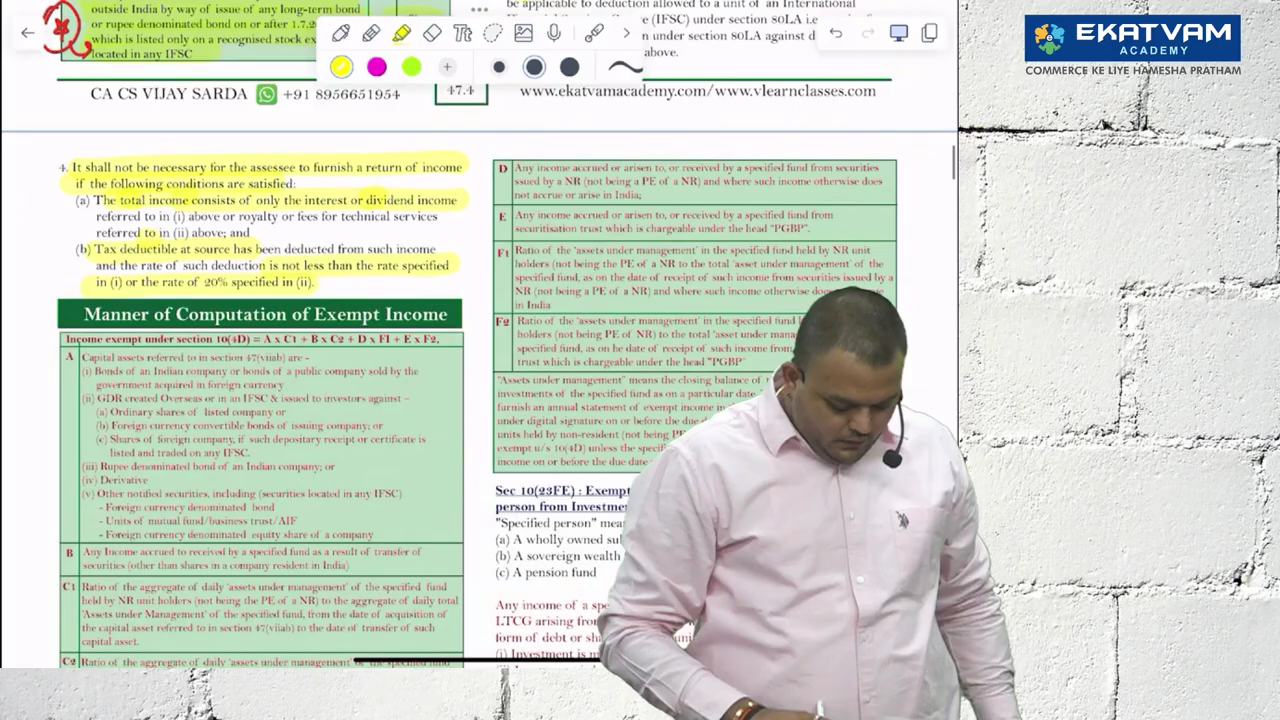 outside India by way of issue of any long-term bond
or rupee denominated bond on or after 1.7.2
which is listed only on a recognised stock ex
located in any IFSC
be applicable to deduction allowed to a unit of an International
(IFSC) under section 80LA i.e.
n under section 80LA against d
above.
Tt
EKATVAM
ACADEMY
COMMERCE KE LIYE HAMESHA PRATHAM
CA CS VIJAY SARDA +91 8956651954
47.4
www.ekatvamacademy.com/www.vlearnclasses.com
4. It shall not be necessary for the assessee to furnish a return of income
if the following conditions are satisfied:
(a) The total income consists of only the interest or dividend income
referred to in (i) above or royalty or fees for technical services
referred to in (ii) above; and
(b) Tax deductible at source has been deducted from such income
and the rate of such deduction is not less than the rate specified
in (i) or the rate of 20% specified in (ii).
Manner of Computation of Exempt Income
Income exempt under section 10(4D) = A x C1 + B x C2 + D x F1 + E x F2,
A Capital assets referred to in section 47(viiab) are -
(i) Bonds of an Indian company or bonds of a public company sold by the
government acquired in foreign currency
(ii) GDR created Overseas or in an IFSC & issued to investors against –
(a) Ordinary shares of listed company or
(b) Foreign currency convertible bonds of issuing company; or
(c) Shares of foreign company, if such depositary receipt or certificate is
listed and traded on any IFSC.
(iii) Rupee denominated bond of an Indian company; or
(iv) Derivative
(v) Other notified securities, including (securities located in any IFSC)
- Foreign currency denominated bond
- Units of mutual fund/business trust/AIF
- Foreign currency denominated equity share of a company
B Any Income accrued to received by a specified fund as a result of transfer of
securities (other than shares in a company resident in India)
C1 Ratio of the aggregate of daily 'assets under management' of the specified fund
held by NR unit holders (not being the PE of a NR) to the aggregate of daily total
'Assets under Management' of the specified fund, from the date of acquisition of
the capital asset referred to in section 47(viiab) to the date of transfer of such
capital asset.
C2 Ratio of the aggregate of daily 'assets under management' of the specified fund
D Any income accrued or arisen to, or received by a specified fund from securities
ssued by a NR (not being a PE of a NR) and where such income otherwise does
not accrue or arise in India;
E Any income accrued or arisen to, or received by a specified fund from
securitisation trust which is chargeable under the head "PGBP".
F1 Ratio of the 'assets under management' in the specified fund held by NR unit
holders (not being the PE of a NR to the total 'asset under management' of the
specified fund, as on the date of receipt of such income from securities issued by a
NR (not being a PE of a NR) and where such income otherwise does
in India
F2 Ratio of the 'assets under management' in the specified fund
holders (not being PE of NR) to the total 'asset under mana
specified fund, as on he date of receipt of such income from
trust which is chargeable under the head "PGBP"
"Assets under management" means the closing balance of
investments of the specified fund as on a particular date.
furnish an annual statement of exempt income in
under digital signature on or before the due d
units held by non-resident (not being PE
exempt u/s 10(4D) unless the specifi
income on or before the due date
Sec 10(23FE) : Exempt
person from Investmen
"Specified person" mean
(a) A wholly owned sub
(b) A sovereign wealth
(c) A pension fund
Any income of a spe
LTCG arising from
form of debt or sha
(i) Investment is m